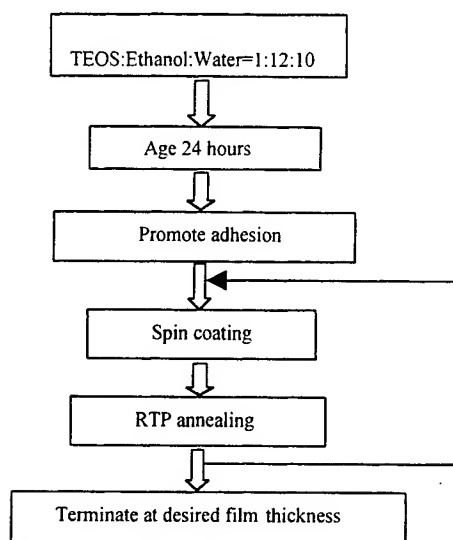 TEOS:Ethanol:Water=1:12:10
Age 24 hours
Promote adhesion
Spin coating
RTP annealing
Terminate at desired film thickness